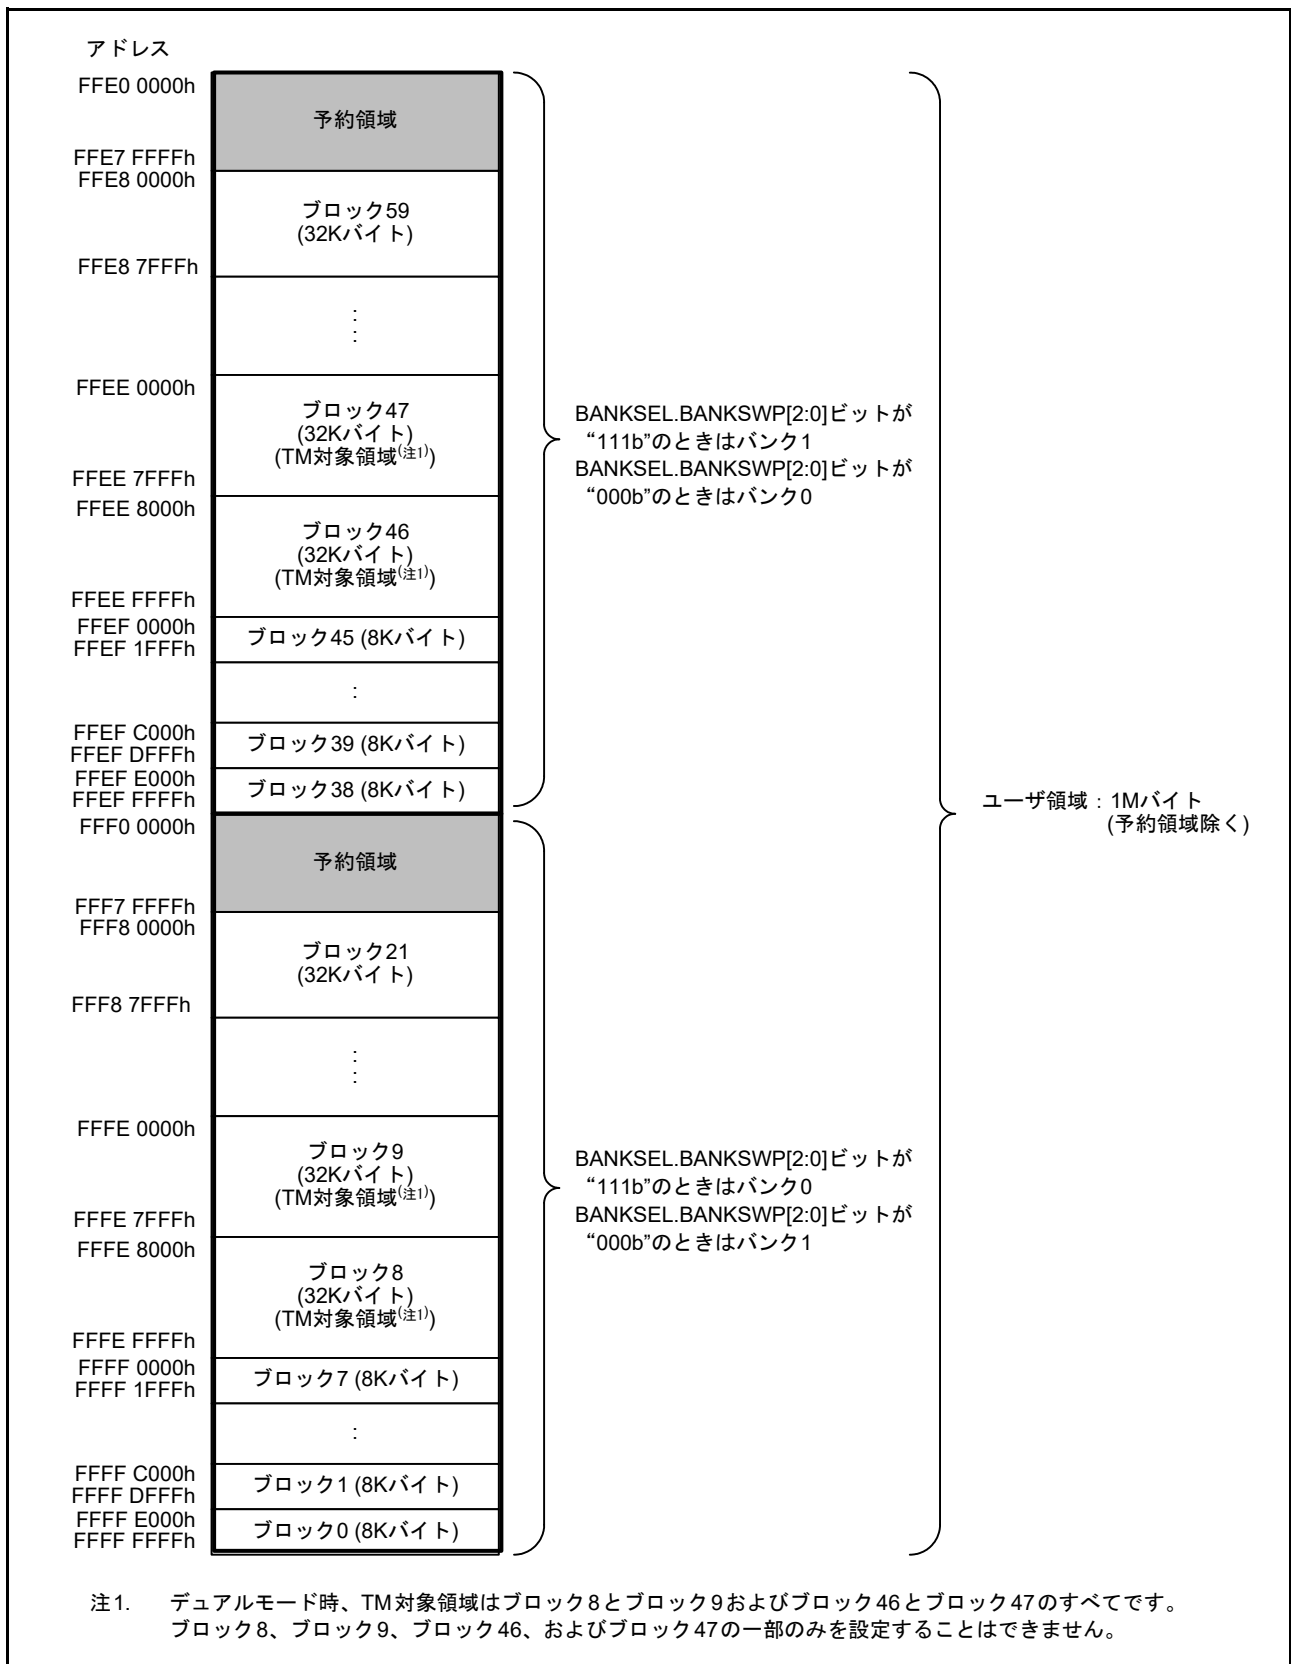 アドレス
FFE0 0000h
予約領域
FFE7 FFFFh
FFE8 0000h
ブロック59
(32Kバイト)
FFE8 7FFFh
:
:
FFEE 0000h
ブロック47
(32Kバイト)
(TM対象領域(注1))
FFEE 7FFFh
BANKSEL.BANKSWP[2:0]ビットが
“111b”のときはバンク1
BANKSEL.BANKSWP[2:0]ビットが
“000b”のときはバンク0
FFEE 8000h
ブロック46
(32Kバイト)
(TM対象領域(注1))
FFEE FFFFh
FFEF 0000h
ブロック45 (8Kバイト)
FFEF 1FFFh
:
FFEF C000h
ブロック39 (8Kバイト)
FFEF DFFFh
FFEF E000h
ブロック38 (8Kバイト)
FFEF FFFFh
ユーザ領域：1Mバイト
(予約領域除く)
FFF0 0000h
予約領域
FFF7 FFFFh
FFF8 0000h
ブロック21
(32Kバイト)
FFF8 7FFFh
:
:
FFFE 0000h
ブロック9
(32Kバイト)
(TM対象領域(注1))
FFFE 7FFFh
BANKSEL.BANKSWP[2:0]ビットが
“111b”のときはバンク0
BANKSEL.BANKSWP[2:0]ビットが
“000b”のときはバンク1
FFFE 8000h
ブロック8
(32Kバイト)
(TM対象領域(注1))
FFFE FFFFh
FFFF 0000h
ブロック7 (8Kバイト)
FFFF 1FFFh
:
FFFF C000h
ブロック1 (8Kバイト)
FFFF DFFFh
FFFF E000h
ブロック0 (8Kバイト)
FFFF FFFFh
注1. デュアルモード時、TM対象領域はブロック8とブロック9およびブロック46とブロック47のすべてです。
ブロック8、ブロック9、ブロック46、およびブロック47の一部のみを設定することはできません。